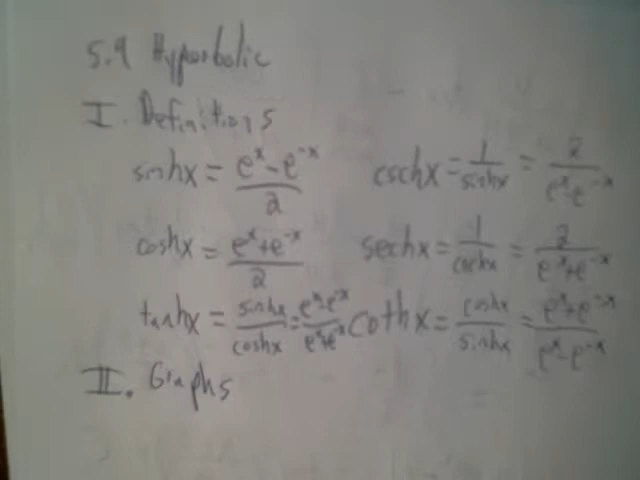 5.9 Hyperbolic
I. Definitions
sinhx = (e^x - e^-x)/2 cschx = 1/sinhx = 2/(e^x - e^-x)
coshx = (e^x + e^-x)/2 sechx = 1/coshx = 2/(e^x + e^-x)
tanhx = sinhx/coshx = (e^x - e^-x)/(e^x + e^-x) cothx = coshx/sinhx = (e^x + e^-x)/(e^x - e^-x)
II. Graphs